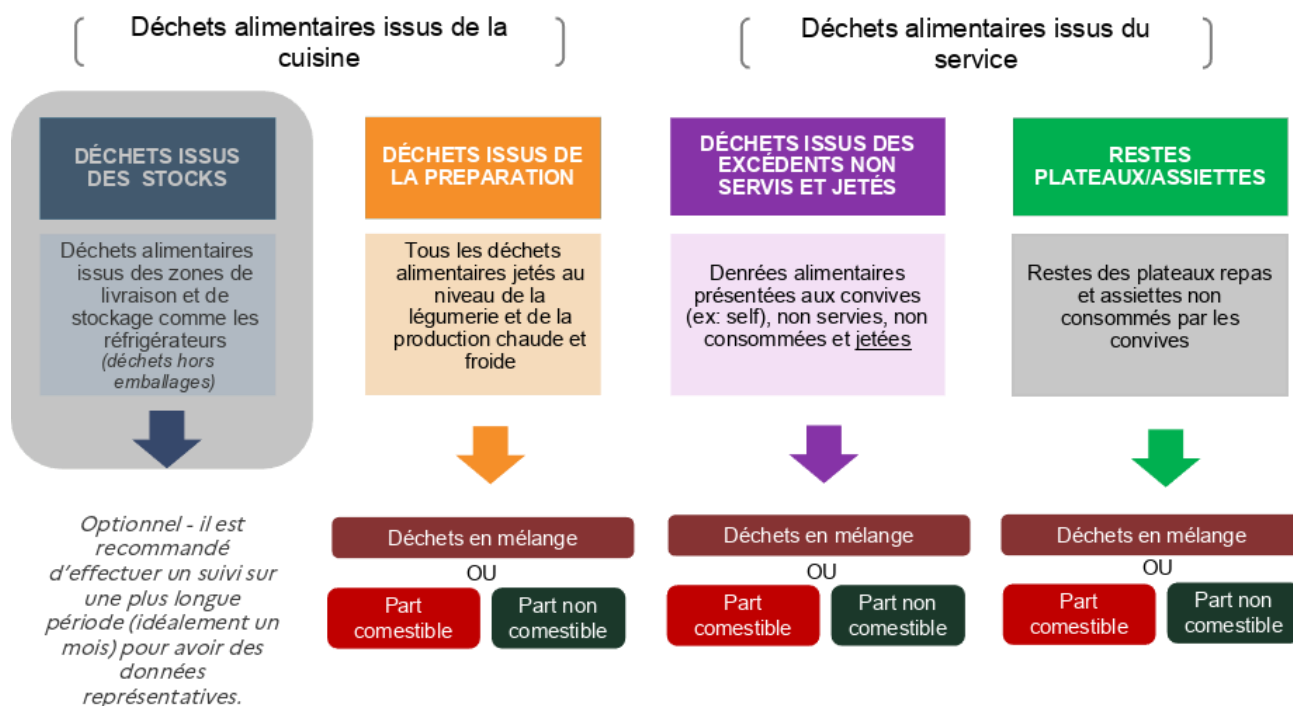 Déchets alimentaires issus de la
cuisine
Déchets alimentaires issus du
service
DÉCHETS ISSUS
DES STOCKS
Déchets alimentaires
issus des zones de
livraison et de
stockage comme les
réfrigérateurs
(déchets hors
emballages)
Optionnel - il est
recommandé
d'effectuer un suivi sur
une plus longue
période (idéalement un
mois) pour avoir des
données
représentatives.
DÉCHETS ISSUS DE
LA PREPARATION
Tous les déchets
alimentaires jetés au
niveau de la
légumerie et de la
production chaude et
froide
Déchets en mélange
OU
Part
comestible
Part non
comestible
DÉCHETS ISSUS DES
EXCÉDENTS NON
SERVIS ET JETÉS
Denrées alimentaires
présentées aux convives
(ex: self), non servies, non
consommées et jetées
Déchets en mélange
OU
Part
comestible
Part non
comestible
RESTES
PLATEAUX/ASSIETTES
Restes des plateaux repas
et assiettes non
consommés par les
convives
Déchets en mélange
OU
Part
comestible
Part non
comestible